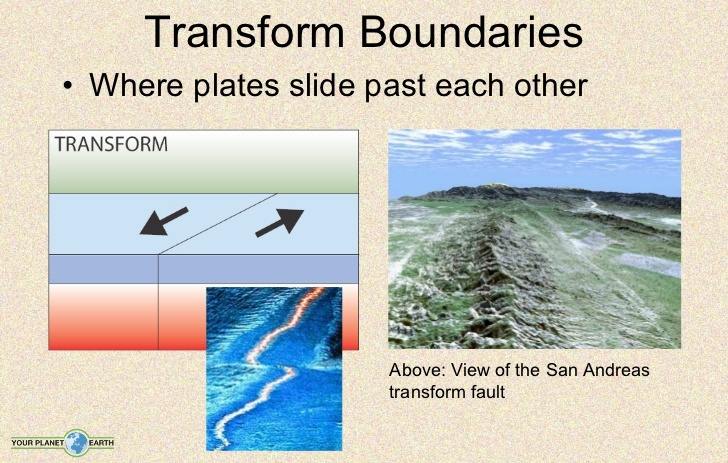 Transform Boundaries
• Where plates slide past each other
TRANSFORM
Above: View of the San Andreas
transform fault
YOUR PLANET EARTH